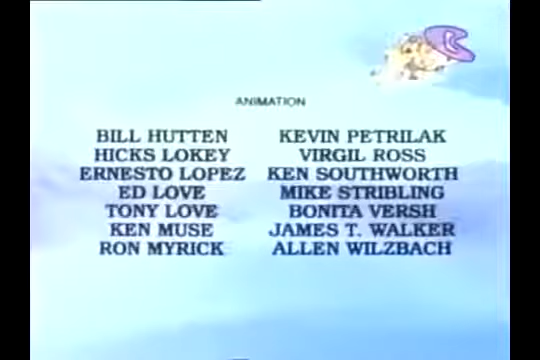 ANIMATION
BILL HUTTEN
HICKS LOKEY
ERNESTO LOPEZ
ED LOVE
TONY LOVE
KEN MUSE
RON MYRICK
KEVIN PETRILAK
VIRGIL ROSS
KEN SOUTHWORTH
MIKE STRIBLING
BONITA VERSH
JAMES T. WALKER
ALLEN WILZBACH